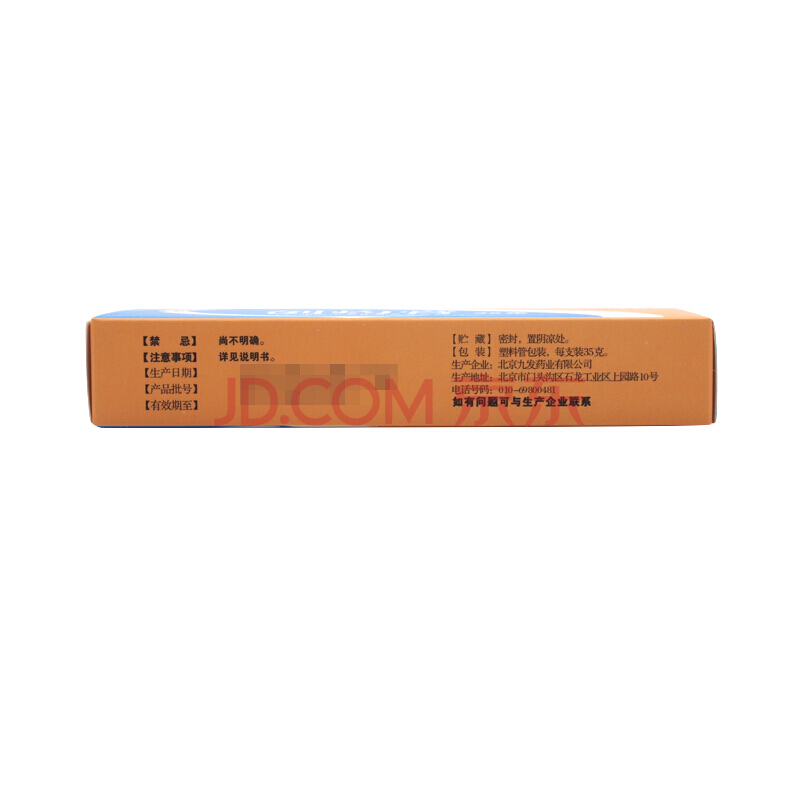 【禁 忌】 尚不明确。
【注意事项】 详见说明书。
【生产日期】
【产品批号】
【有效期至】
【贮 藏】 密封，置阴凉处。
【包 装】 塑料管包装，每支装35克。
生产企业：北京九发药业有限公司
生产地址：北京市门头沟区石龙工业区上园路10号
电话号码：010-69800481
如有问题可与生产企业联系
JD.COM 京东